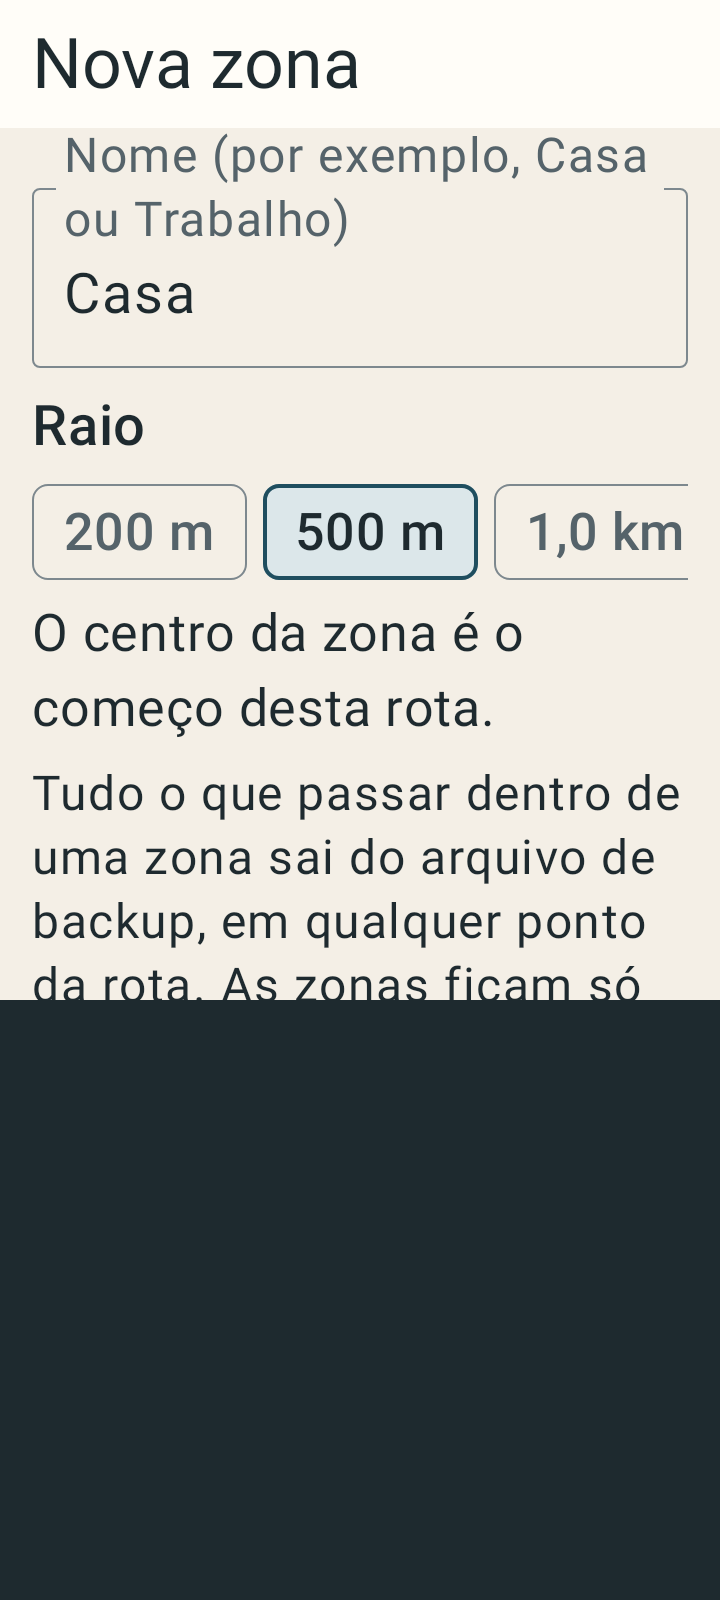 Nova zona
Nome (por exemplo, Casa
ou Trabalho)
Casa
Raio
200 m 500 m 1,0 km
O centro da zona é o
começo desta rota.
Tudo o que passar dentro de
uma zona sai do arquivo de
backup, em qualquer ponto
da rota. As zonas ficam só